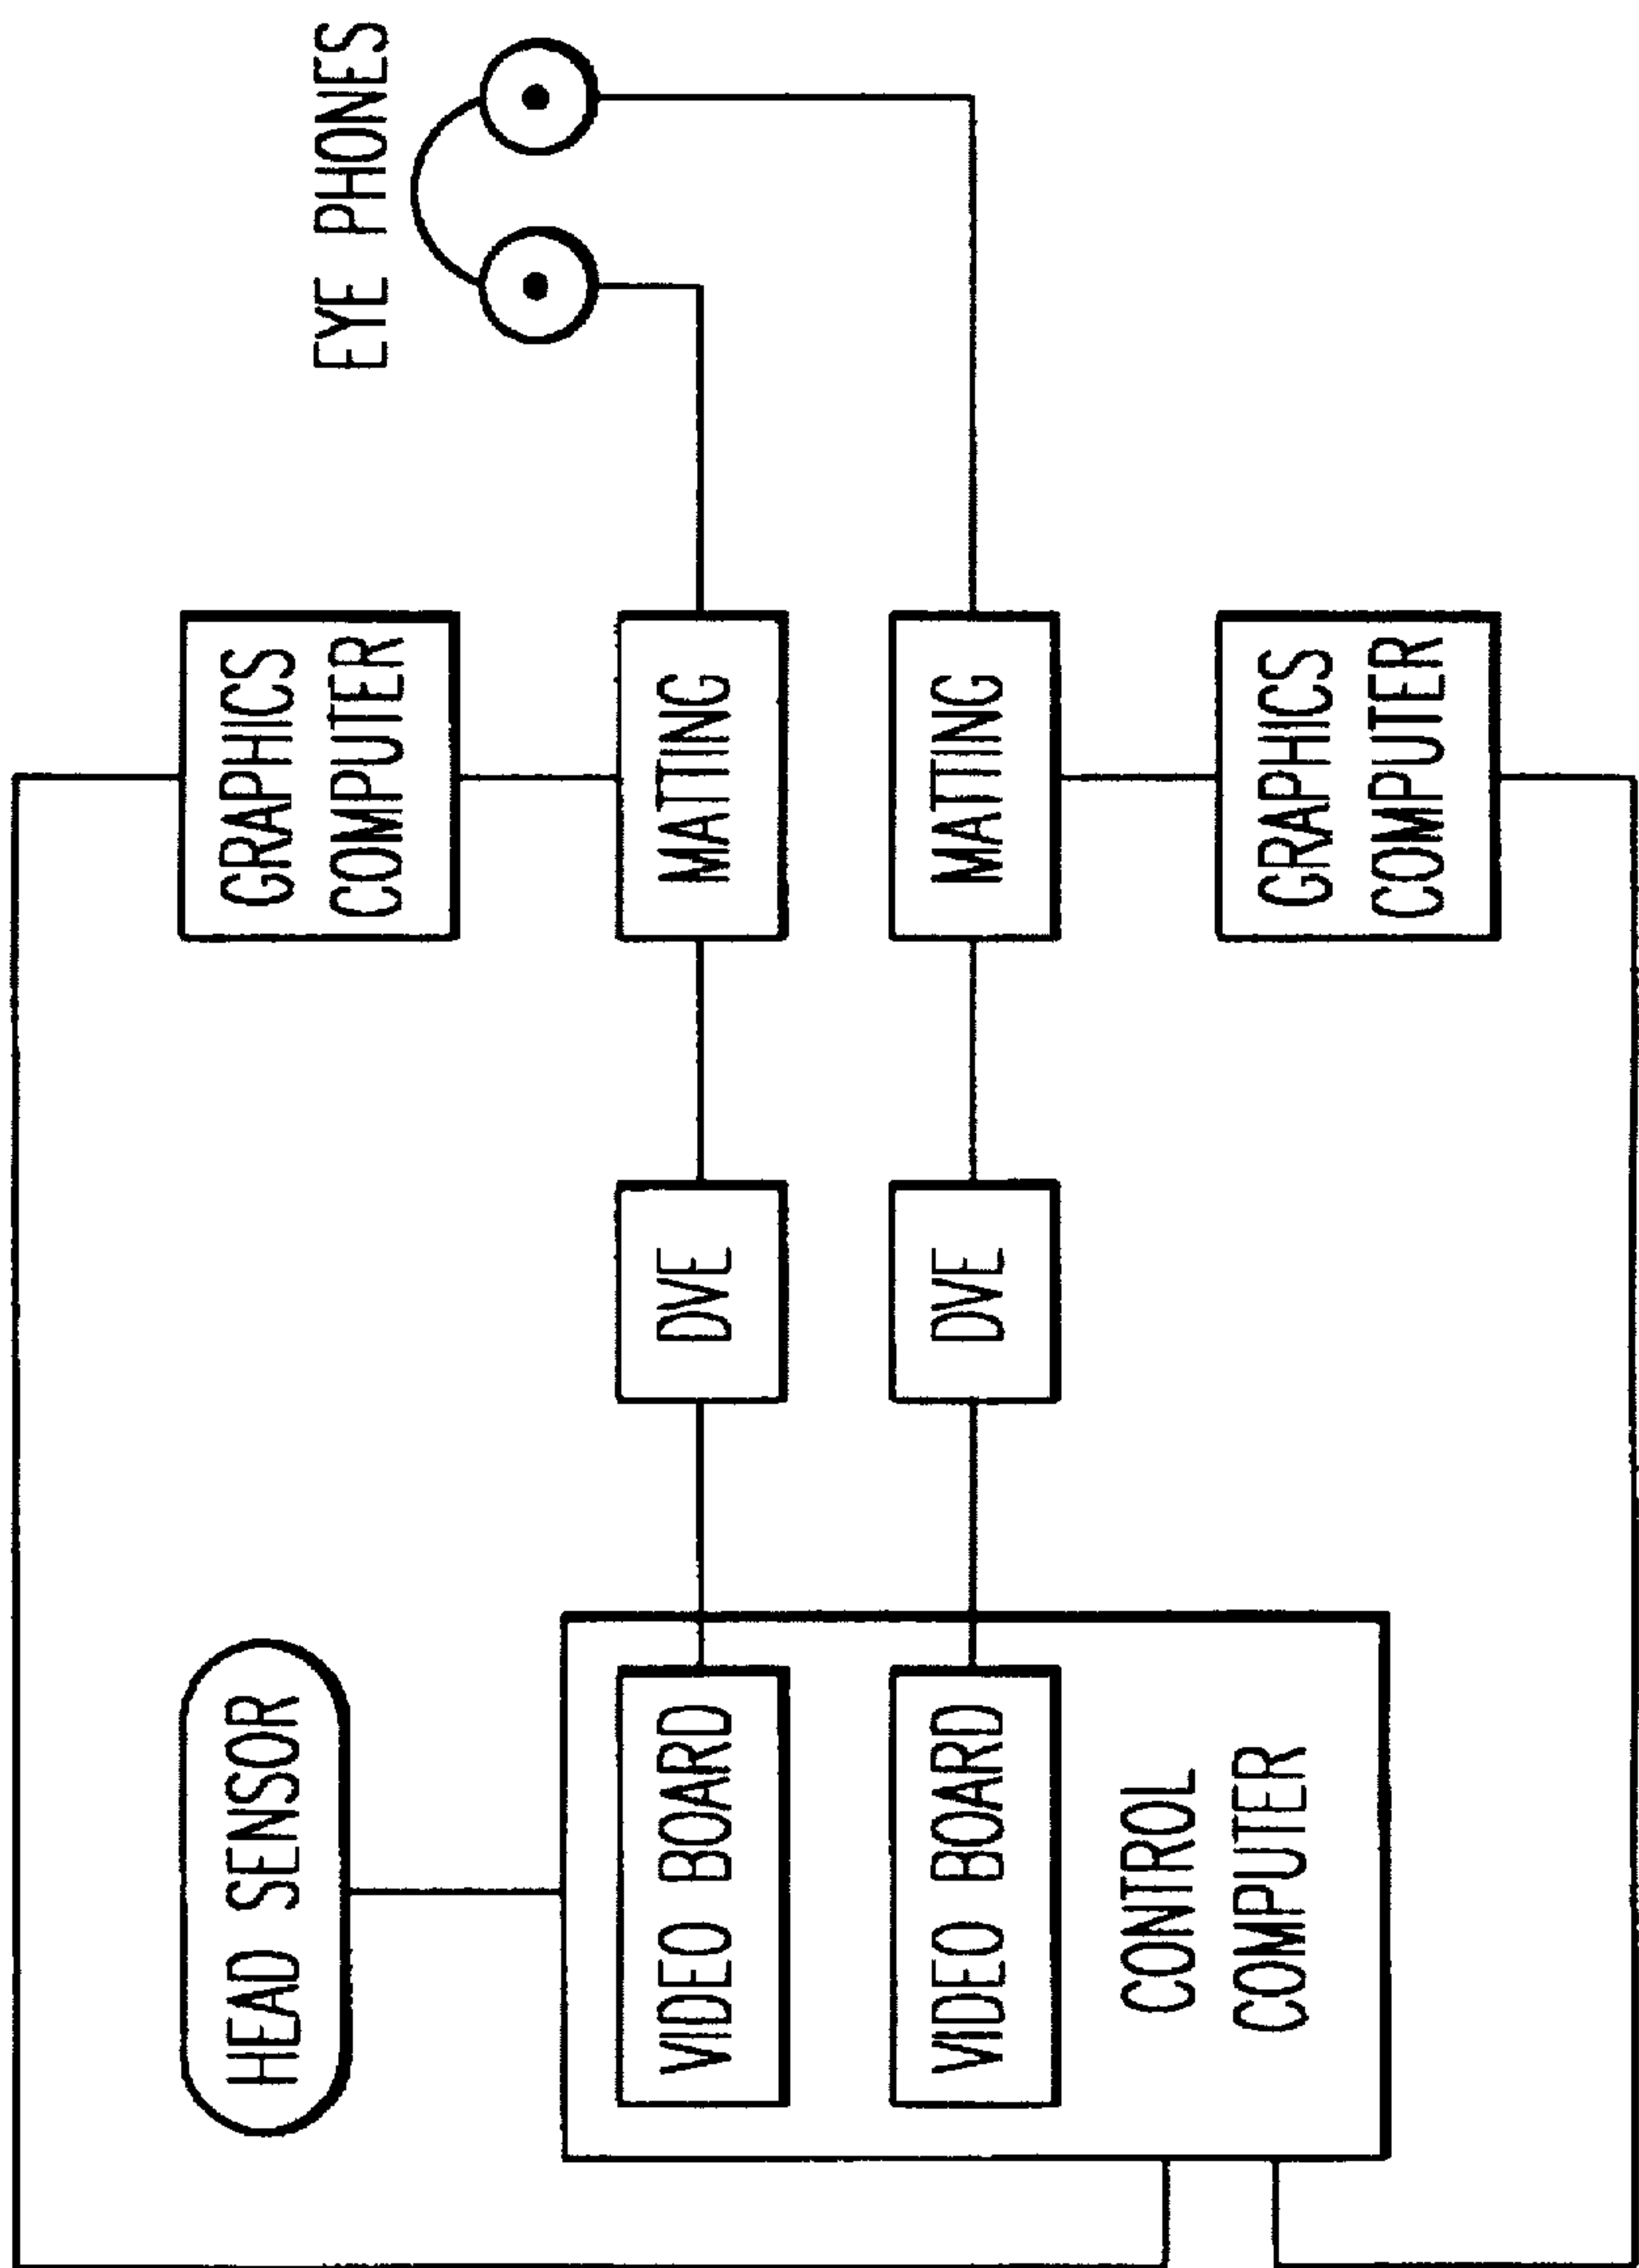 HEAD SENSOR
VIDEO BOARD
VIDEO BOARD
CONTROL
COMPUTER
DVE
DVE
GRAPHICS
COMPUTER
MATTING
MATTING
GRAPHICS
COMPUTER
EYE PHONES